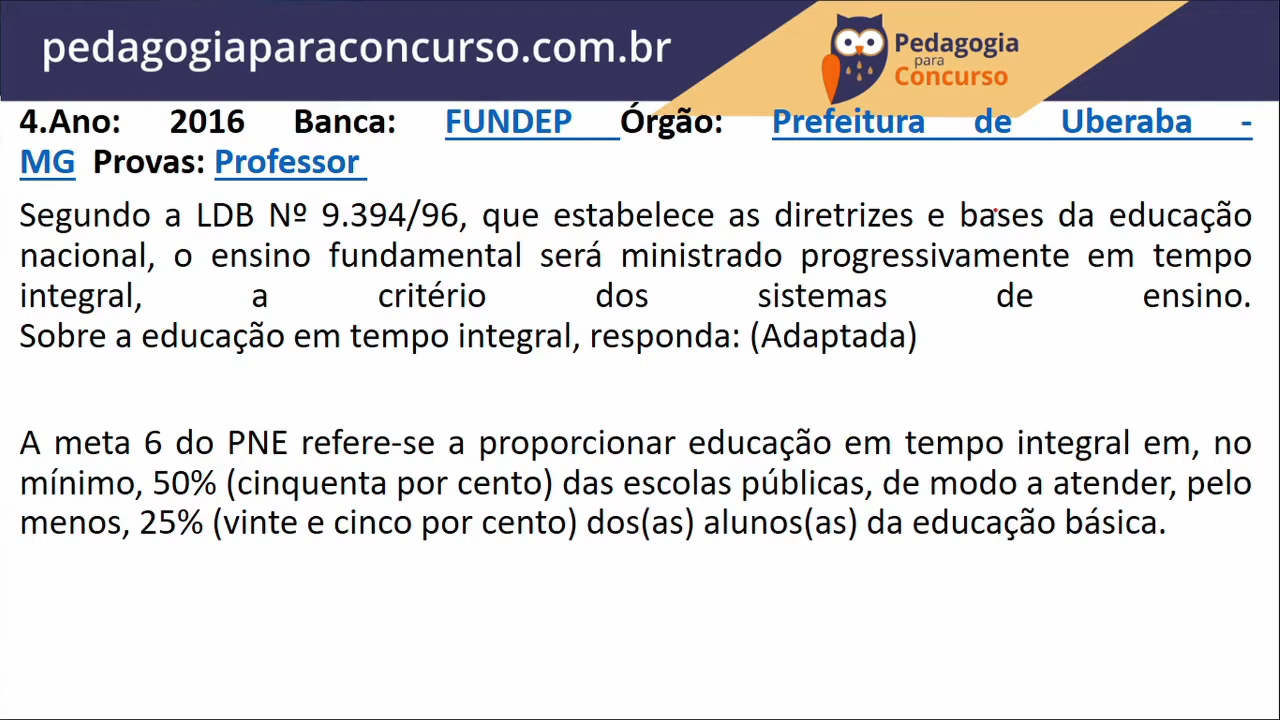 pedagogiaparaconcurso.com.br
Pedagogia
para
Concurso
4.Ano: 2016 Banca: FUNDEP Órgão: Prefeitura de Uberaba -
MG Provas: Professor
Segundo a LDB Nº 9.394/96, que estabelece as diretrizes e bases da educação
nacional, o ensino fundamental será ministrado progressivamente em tempo
integral, a critério dos sistemas de ensino.
Sobre a educação em tempo integral, responda: (Adaptada)
A meta 6 do PNE refere-se a proporcionar educação em tempo integral em, no
mínimo, 50% (cinquenta por cento) das escolas públicas, de modo a atender, pelo
menos, 25% (vinte e cinco por cento) dos(as) alunos(as) da educação básica.